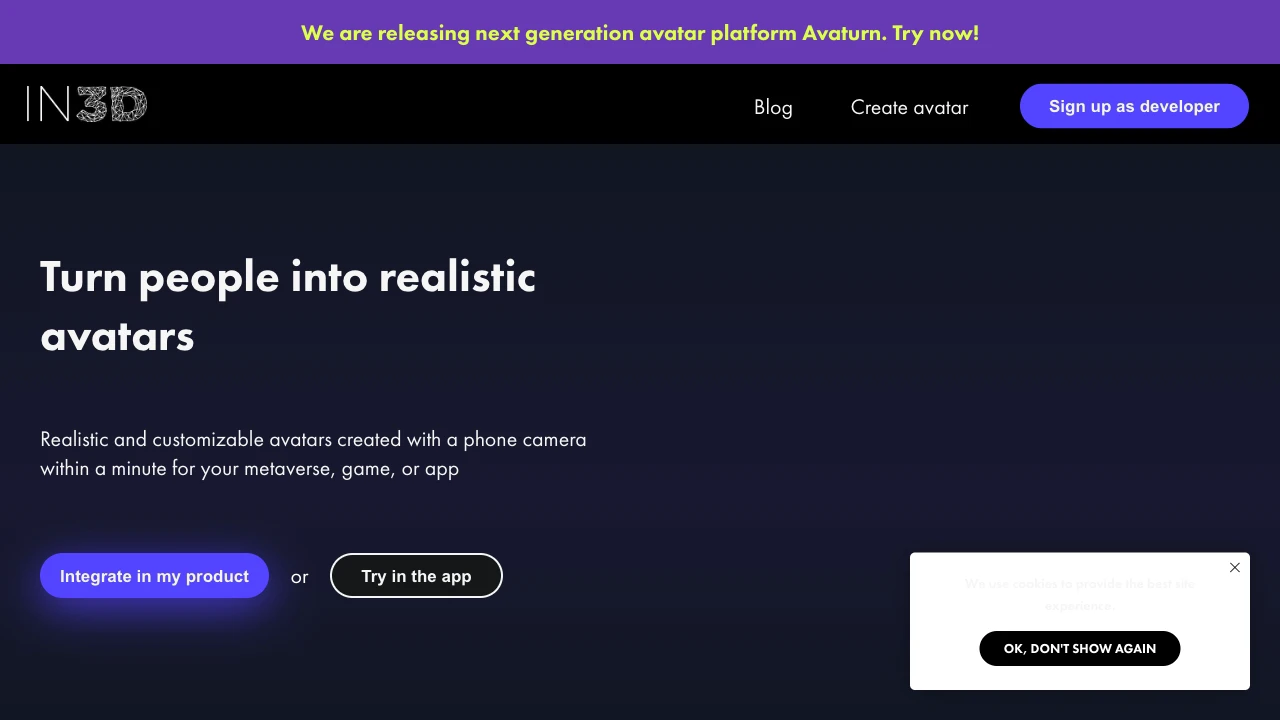 We are releasing next generation avatar platform Avaturn. Try now!
IN3D
Blog
Create avatar
Sign up as developer
Turn people into realistic
avatars
Realistic and customizable avatars created with a phone camera
within a minute for your metaverse, game, or app
Integrate in my product
or
Try in the app
We use cookies to provide the best site
experience.
OK, DON'T SHOW AGAIN